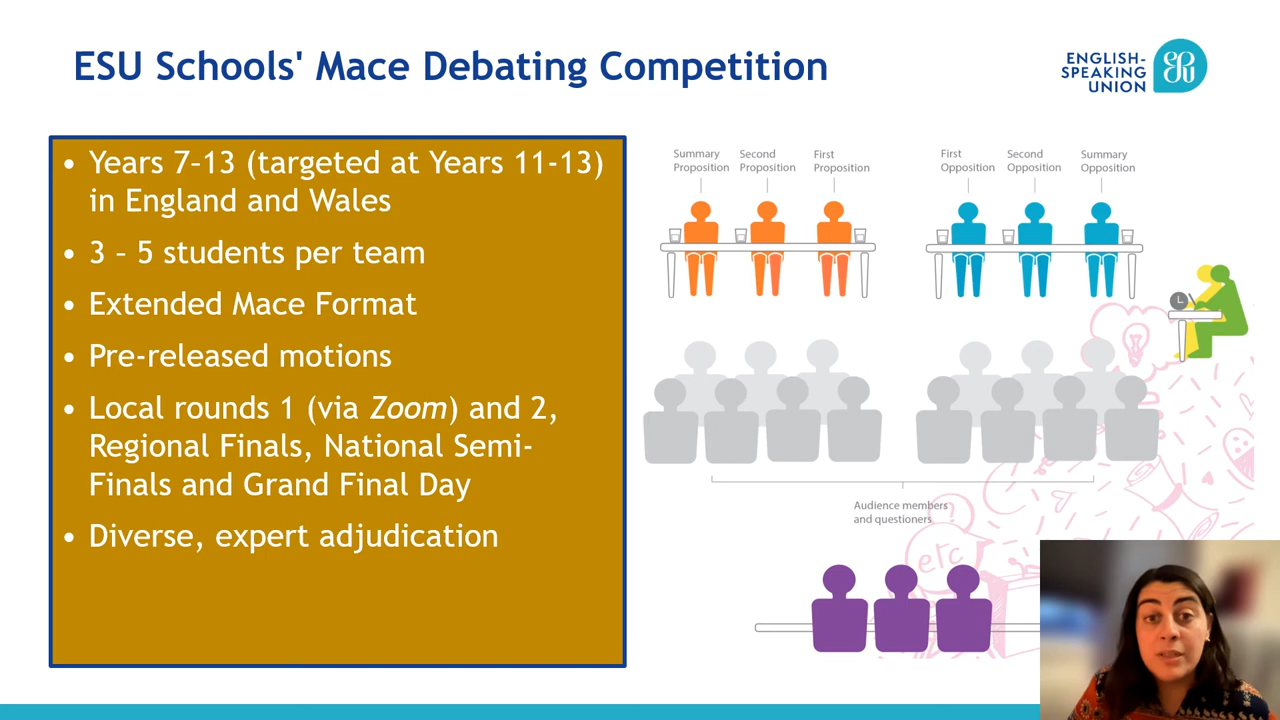 ESU Schools' Mace Debating Competition
ENGLISH-
SPEAKING
UNION
ESU
• Years 7–13 (targeted at Years 11-13)
in England and Wales
• 3 – 5 students per team
• Extended Mace Format
• Pre-released motions
• Local rounds 1 (via Zoom) and 2,
Regional Finals, National Semi-
Finals and Grand Final Day
• Diverse, expert adjudication
Summary
Proposition
Second
Proposition
First
Proposition
First
Opposition
Second
Opposition
Summary
Opposition
Audience members
and questioners
etc